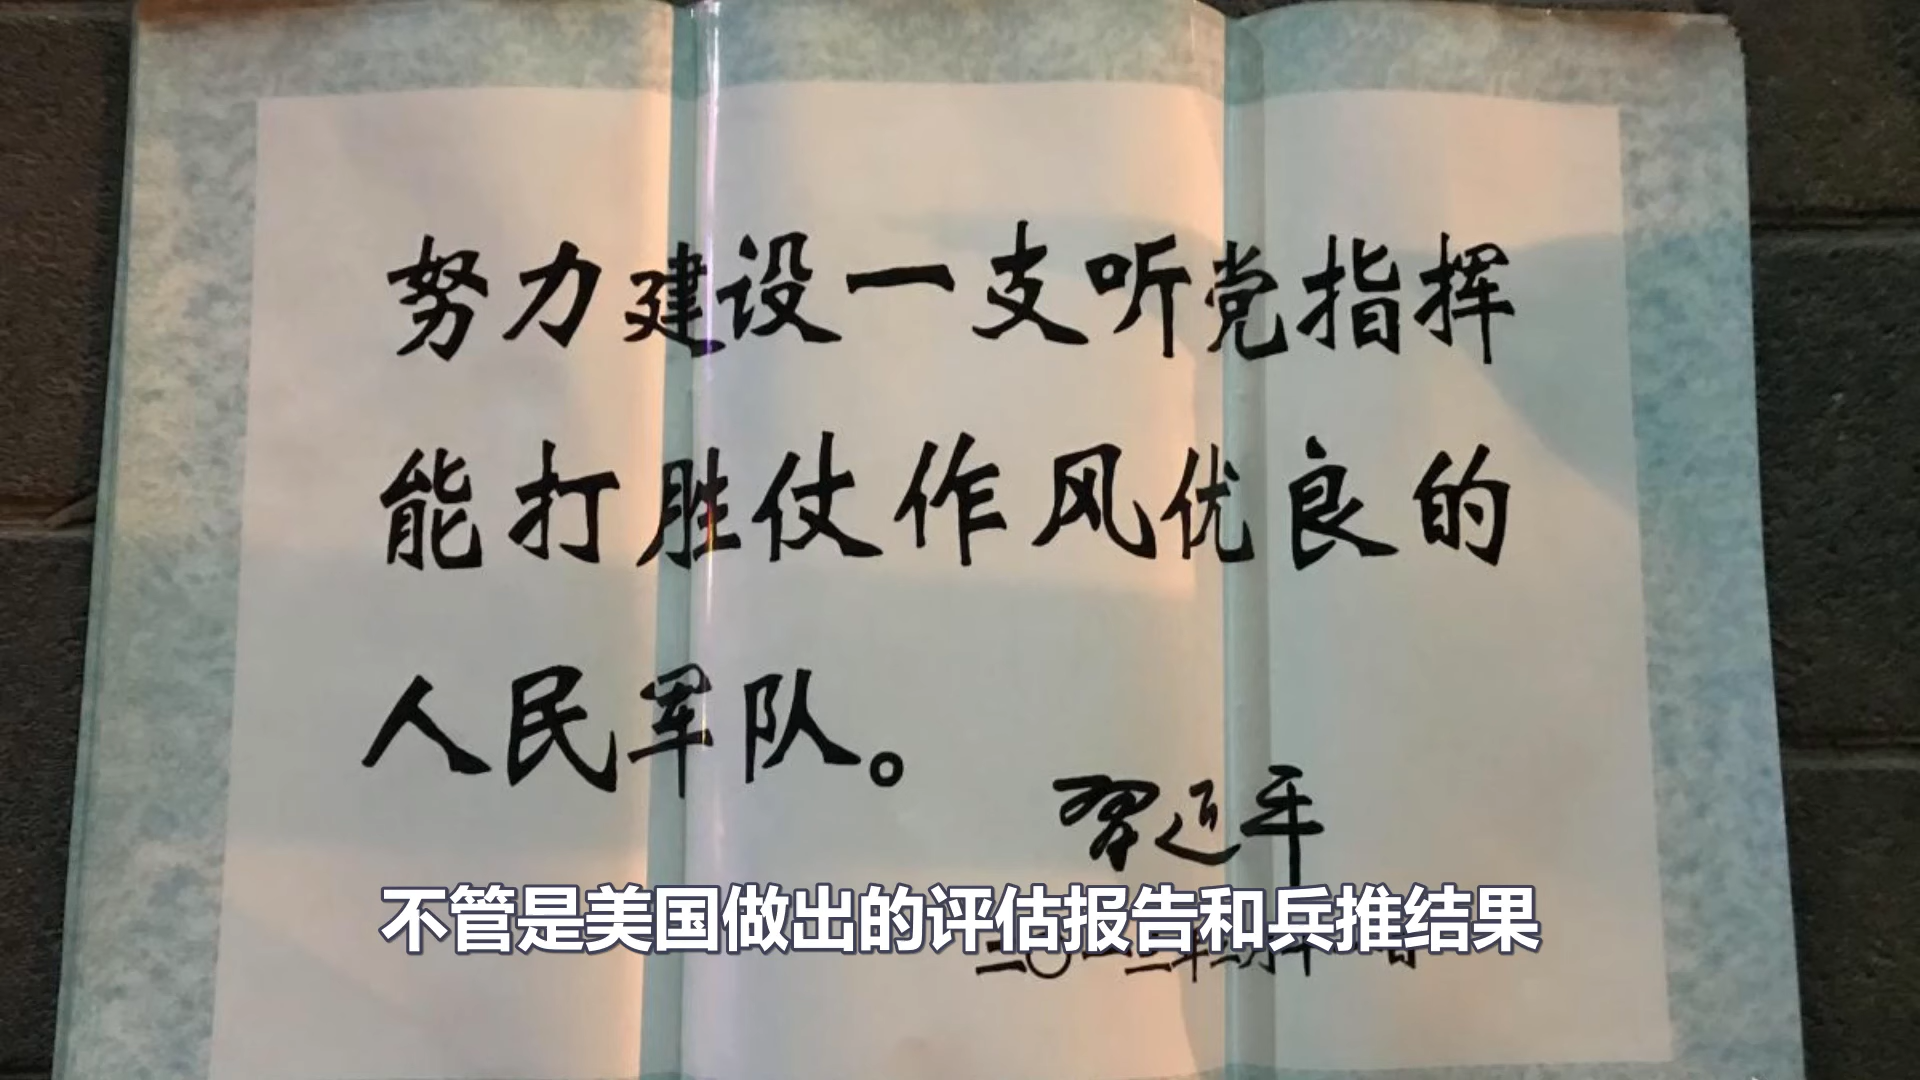 努力建设一支听党指挥
能打胜仗作风优良的
人民军队。
习近平
不管是美国做出的评估报告和兵推结果